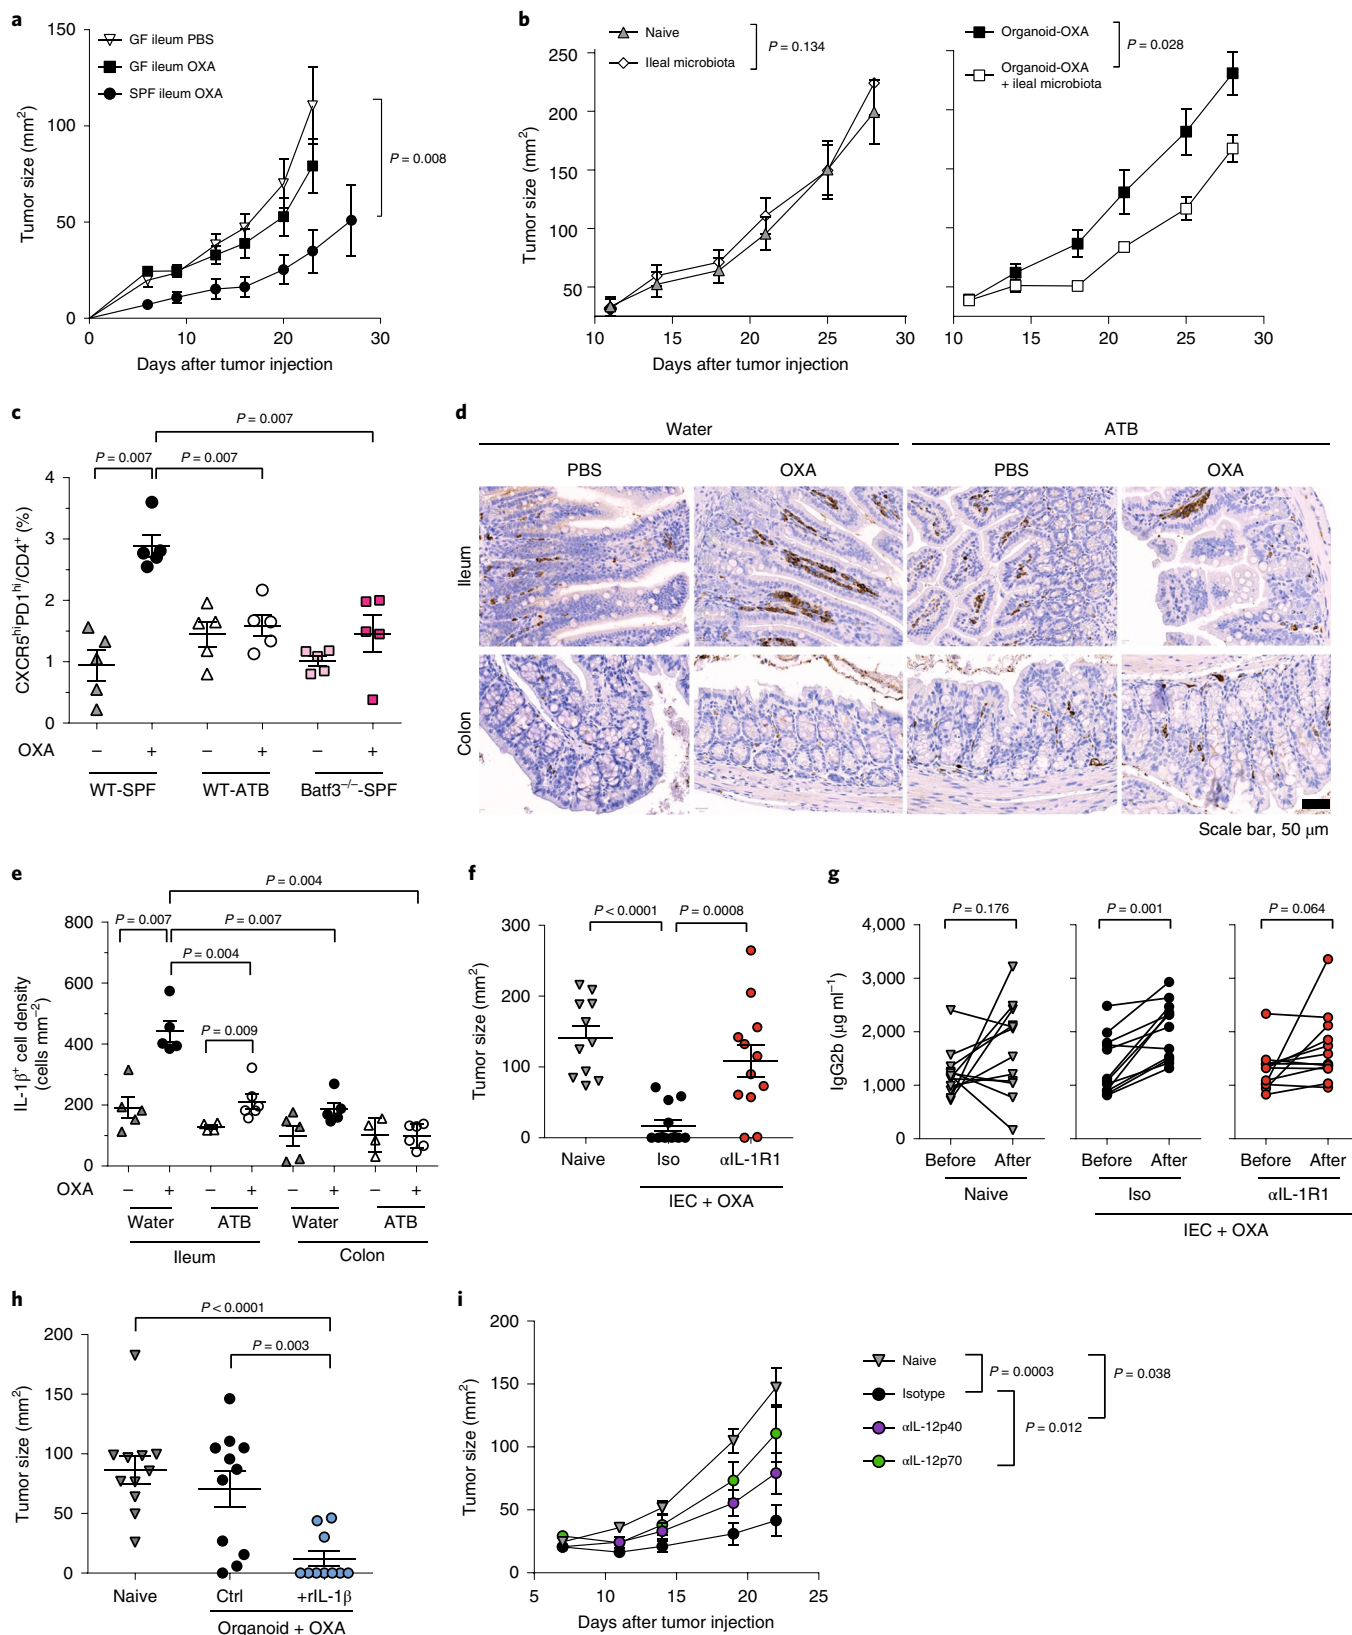 a
150
100
50
0
Tumor size (mm²)
GF ileum PBS
GF ileum OXA
SPF ileum OXA
P = 0.008
0 10 20 30
Days after tumor injection
b
250
200
150
100
50
Tumor size (mm²)
Naive
Ileal microbiota
P = 0.134
10 15 20 25 30
Days after tumor injection
Organoid-OXA
Organoid-OXA
+ ileal microbiota
P = 0.028
10 15 20 25 30
c
P = 0.007
P = 0.007 P = 0.007
4
3
2
1
0
CXCR5ʰⁱPD1ʰⁱ/CD4⁺ (%)
OXA – + – + – +
WT-SPF WT-ATB Batf3⁻/⁻-SPF
d
Water ATB
PBS OXA PBS OXA
Ileum
Colon
Scale bar, 50 μm
e
P = 0.004
P = 0.007 P = 0.007
P = 0.004
P = 0.009
800
600
400
200
0
IL-1β⁺ cell density
(cells mm⁻²)
OXA – + – + – + – +
Water ATB Water ATB
Ileum Colon
f
P < 0.0001 P = 0.0008
300
200
100
0
Tumor size (mm²)
Naive Iso αIL-1R1
IEC + OXA
g
4,000
3,000
2,000
1,000
0
IgG2b (μg ml⁻¹)
P = 0.176 P = 0.001 P = 0.064
Before After Before After Before After
Naive Iso αIL-1R1
IEC + OXA
h
P < 0.0001
P = 0.003
200
150
100
50
0
Tumor size (mm²)
Naive Ctrl +rIL-1β
Organoid + OXA
i
200
150
100
50
0
Tumor size (mm²)
5 10 15 20 25
Days after tumor injection
Naive
Isotype
αIL-12p40
αIL-12p70
P = 0.0003
P = 0.038
P = 0.012